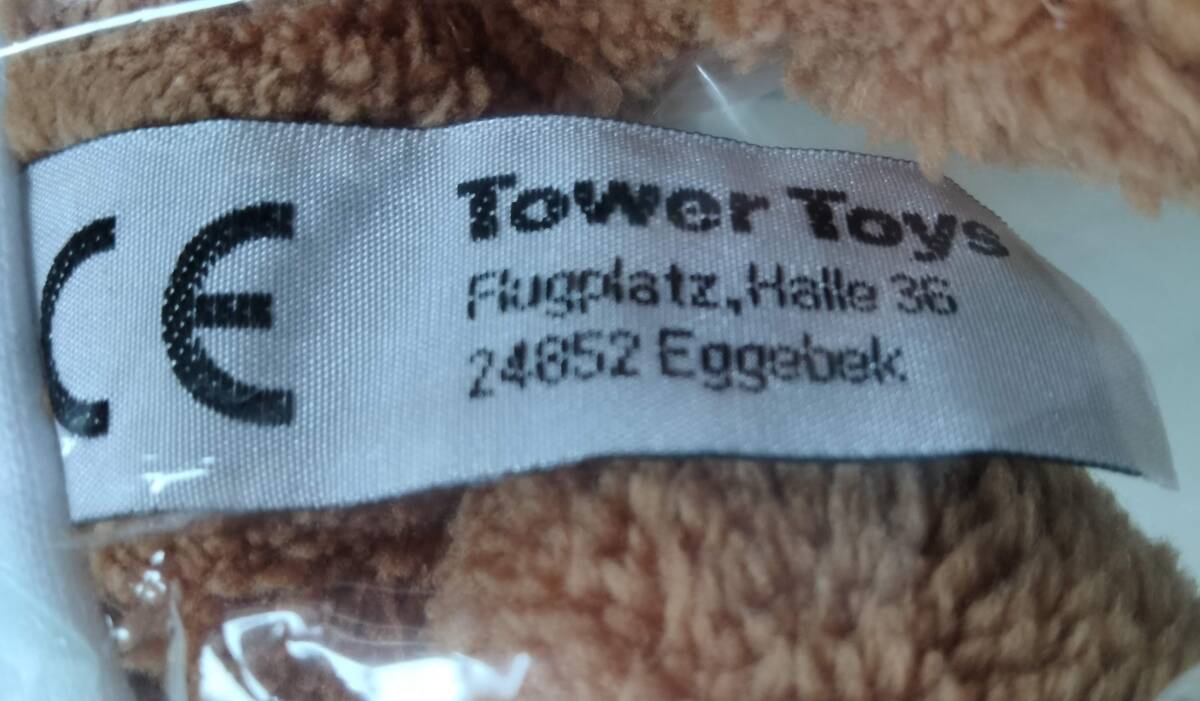 CE
Tower Toys
Flugplatz, Halle 36
24852 Eggebek